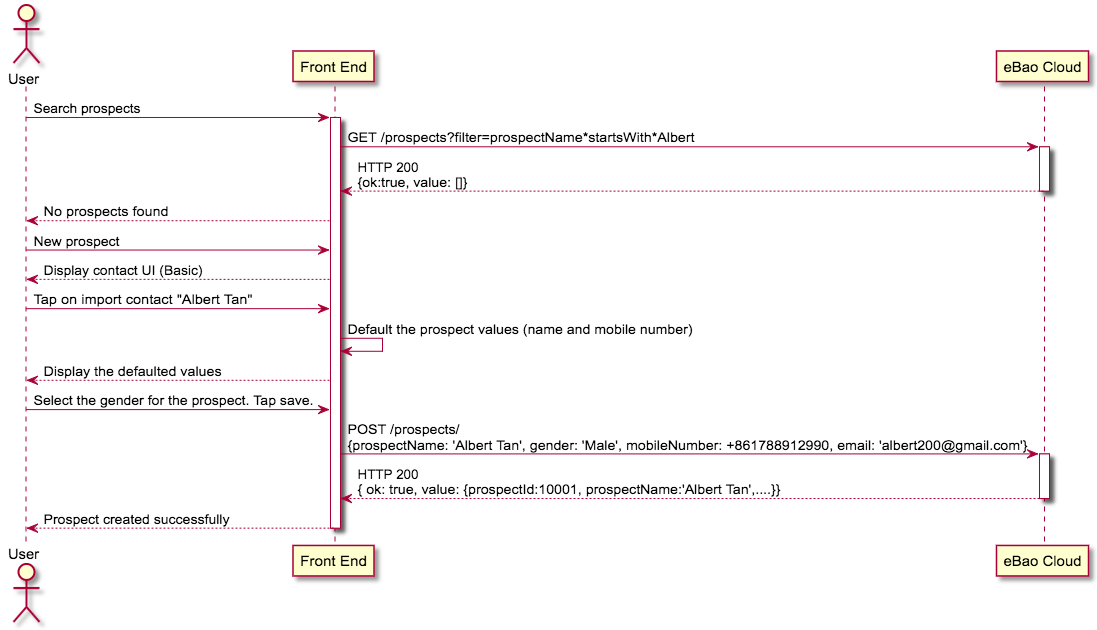 User
Front End
eBao Cloud
Search prospects
GET /prospects?filter=prospectName*startsWith*Albert
HTTP 200
{ok:true, value: []}
No prospects found
New prospect
Display contact UI (Basic)
Tap on import contact "Albert Tan"
Default the prospect values (name and mobile number)
Display the defaulted values
Select the gender for the prospect. Tap save.
POST /prospects/
{prospectName: 'Albert Tan', gender: 'Male', mobileNumber: +861788912990, email: 'albert200@gmail.com'}
HTTP 200
{ ok: true, value: {prospectId:10001, prospectName:'Albert Tan',....}}
Prospect created successfully
User
Front End
eBao Cloud